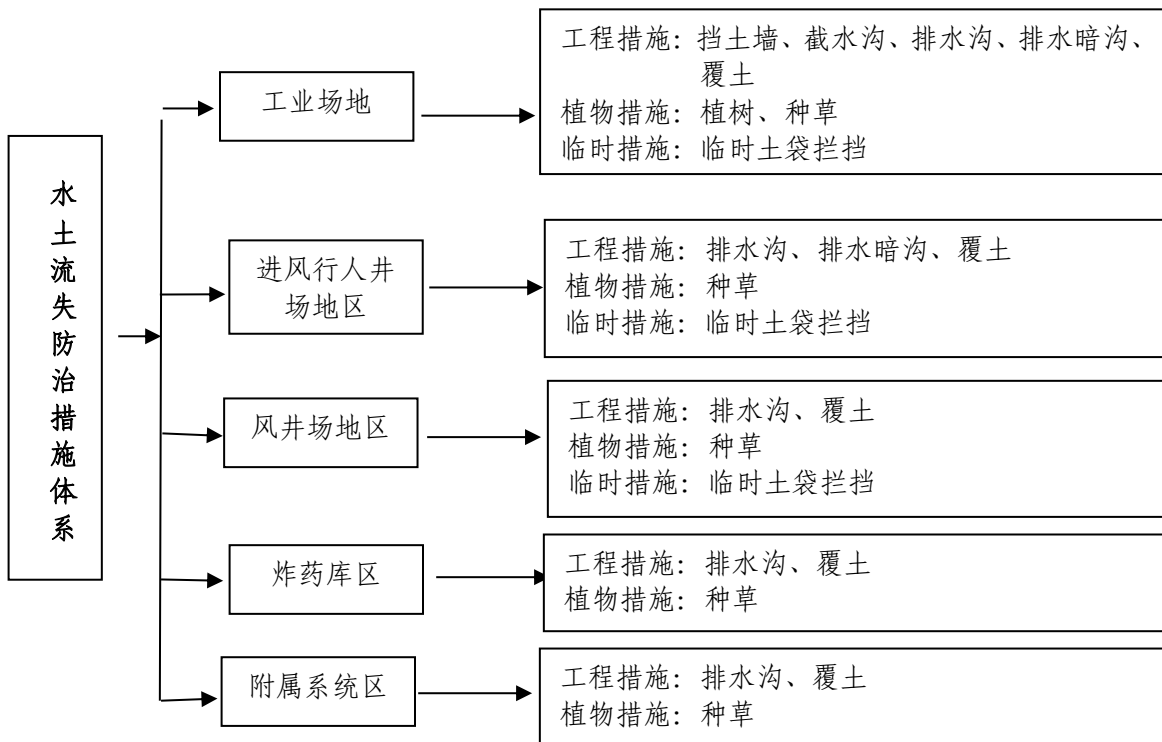 水土流失防治措施体系
工业场地
工程措施：挡土墙、截水沟、排水沟、排水暗沟、
覆土
植物措施：植树、种草
临时措施：临时土袋拦挡
进风行人井
场地区
工程措施：排水沟、排水暗沟、覆土
植物措施：种草
临时措施：临时土袋拦挡
风井场地区
工程措施：排水沟、覆土
植物措施：种草
临时措施：临时土袋拦挡
炸药库区
工程措施：排水沟、覆土
植物措施：种草
附属系统区
工程措施：排水沟、覆土
植物措施：种草